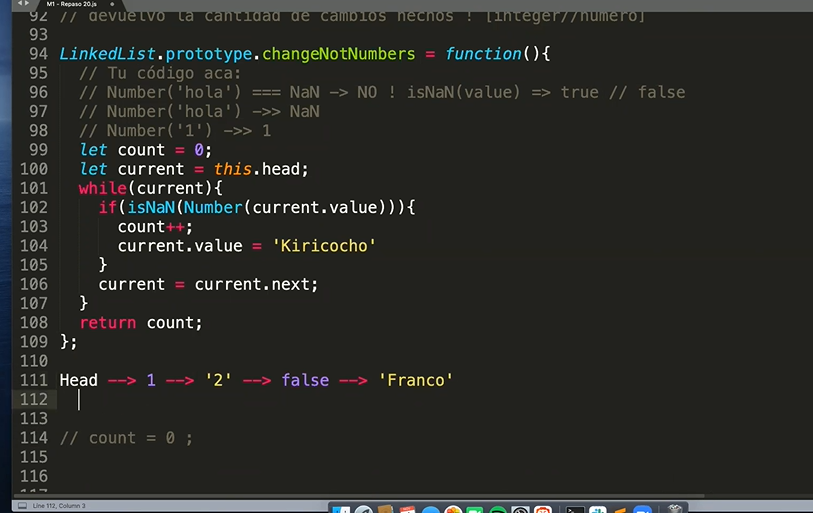 M1 - Repaso 20.js
92 // devuelvo la cantidad de cambios hechos ! [integer//numero]
93
94 LinkedList.prototype.changeNotNumbers = function(){
95 // Tu código aca:
96 // Number('hola') === NaN -> NO ! isNaN(value) => true // false
97 // Number('hola') ->> NaN
98 // Number('1') ->> 1
99 let count = 0;
100 let current = this.head;
101 while(current){
102 if(isNaN(Number(current.value))){
103 count++;
104 current.value = 'Kiricocho'
105 }
106 current = current.next;
107 }
108 return count;
109 };
110
111 Head --> 1 --> '2' --> false --> 'Franco'
112
113
114 // count = 0 ;
115
116
117
Line 112, Column 3